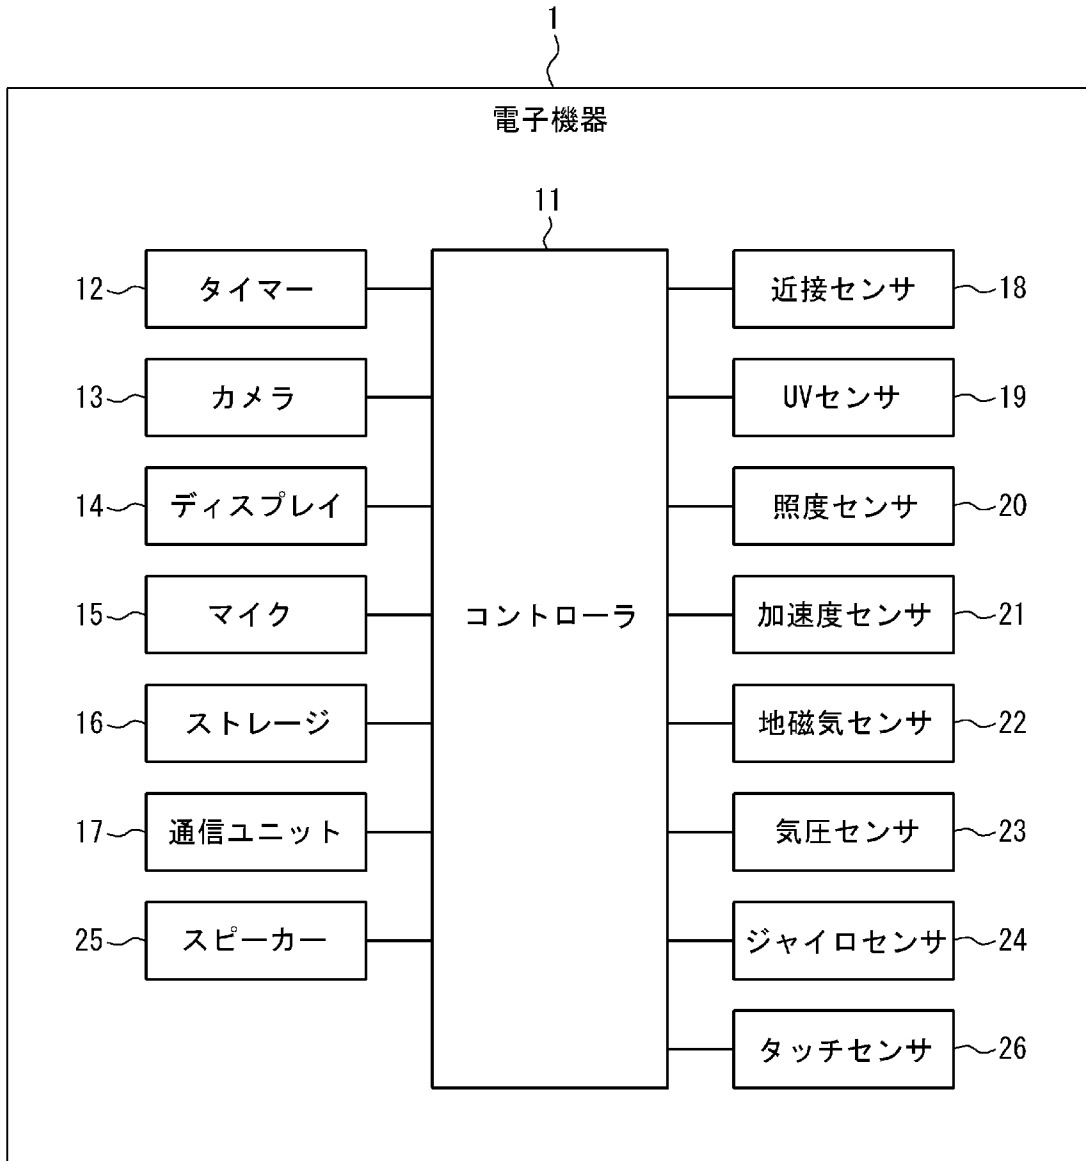 1
電子機器
11
12 タイマー
13 カメラ
14 ディスプレイ
15 マイク
16 ストレージ
17 通信ユニット
25 スピーカー
コントローラ
近接センサ 18
UVセンサ 19
照度センサ 20
加速度センサ 21
地磁気センサ 22
気圧センサ 23
ジャイロセンサ 24
タッチセンサ 26